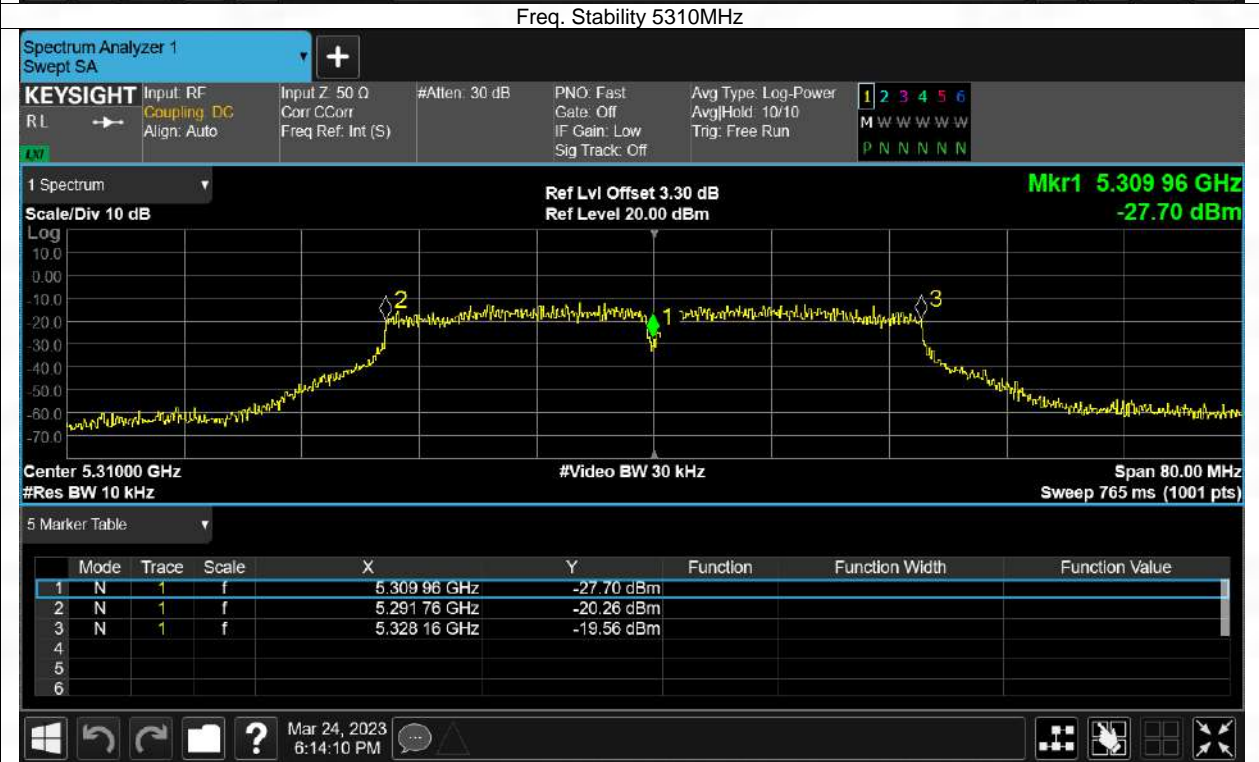 Freq. Stability 5310MHz
Spectrum Analyzer 1
Swept SA
+
KEYSIGHT Input: RF Input Z: 50 Ω #Atten: 30 dB PNO: Fast Avg Type: Log-Power 1 2 3 4 5 6
RL Coupling: DC Corr CCorr Gate: Off Avg|Hold: 10/10 M W W W W W
Align: Auto Freq Ref: Int (S) IF Gain: Low Trig: Free Run P N N N N N
LXI Sig Track: Off
1 Spectrum Ref Lvl Offset 3.30 dB Mkr1 5.309 96 GHz
Scale/Div 10 dB Ref Level 20.00 dBm -27.70 dBm
Log
10.0
0.00
-10.0
-20.0
-30.0
-40.0
-50.0
-60.0
-70.0
2
1
3
Center 5.31000 GHz #Video BW 30 kHz Span 80.00 MHz
#Res BW 10 kHz Sweep 765 ms (1001 pts)
5 Marker Table
Mode Trace Scale X Y Function Function Width Function Value
1 N 1 f 5.309 96 GHz -27.70 dBm
2 N 1 f 5.291 76 GHz -20.26 dBm
3 N 1 f 5.328 16 GHz -19.56 dBm
4
5
6
? Mar 24, 2023
6:14:10 PM